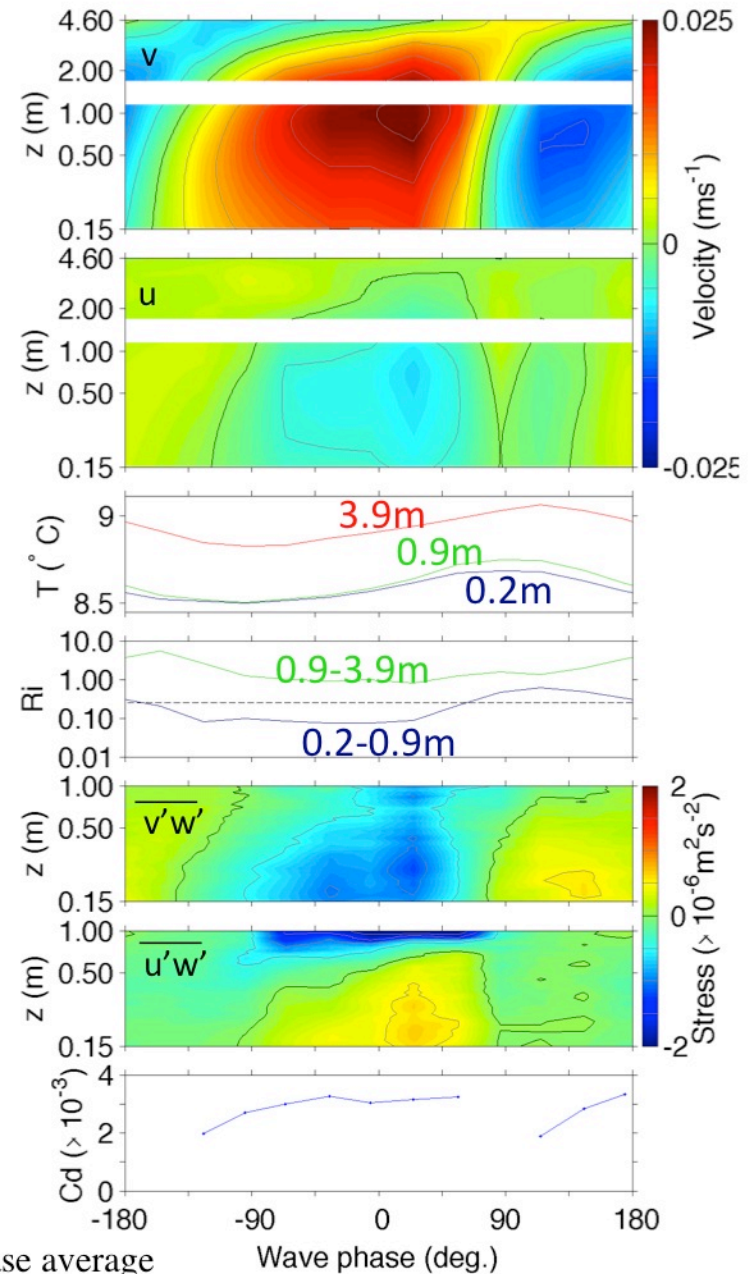 4.60
2.00
1.00
0.50
0.15
z (m)
z (m)
v
0.025
0
-0.025
Velocity (ms-1)
4.60
2.00
1.00
0.50
0.15
z (m)
z (m)
u
9
8.5
T (° C)
3.9m
0.9m
0.2m
10.0
1.00
0.10
0.01
Ri
0.9-3.9m
0.2-0.9m
1.00
0.50
0.15
z (m)
v'w'
2
0
-2
Stress (> 10-6m2s-2)
1.00
0.50
0.15
z (m)
u'w'
4
2
0
Cd (> 10-3)
-180 -90 0 90 180
Wave phase (deg.)
se average